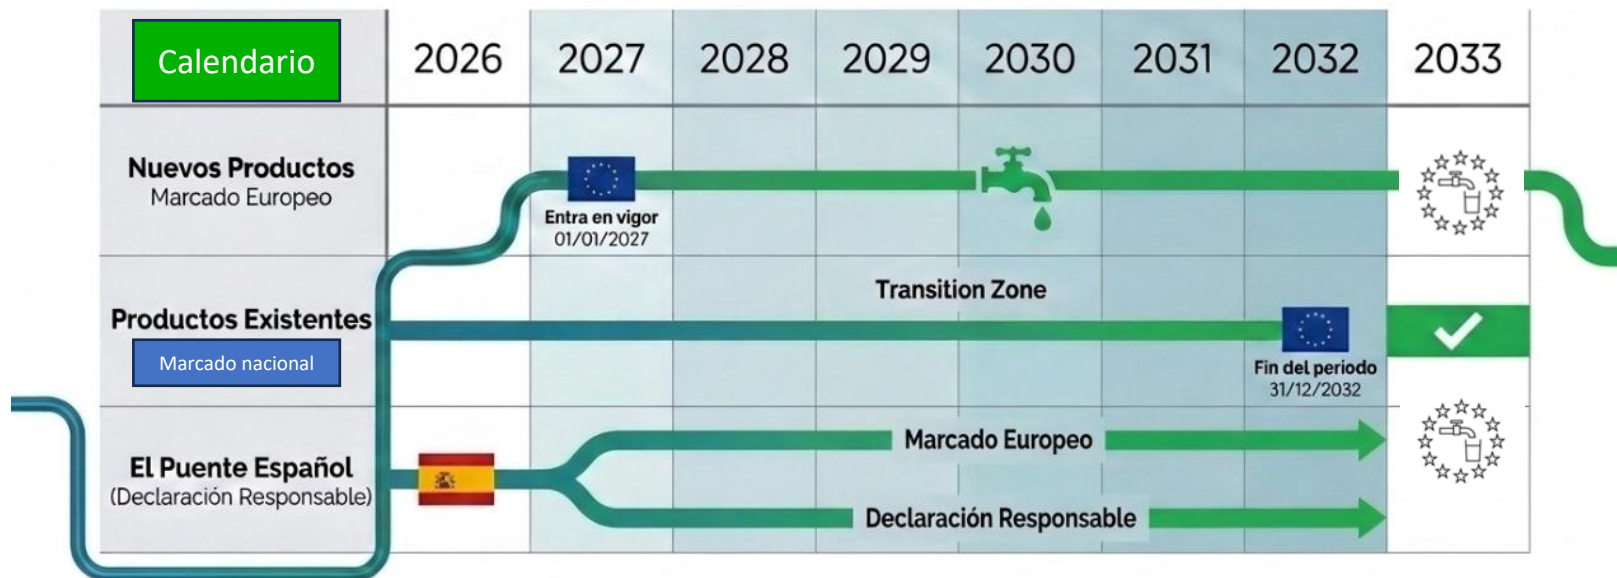 Calendario
2026
2027
2028
2029
2030
2031
2032
2033
Nuevos Productos
Marcado Europeo
Entra en vigor
01/01/2027
Transition Zone
Productos Existentes
Marcado nacional
Fin del periodo
31/12/2032
El Puente Español
(Declaración Responsable)
Marcado Europeo
Declaración Responsable